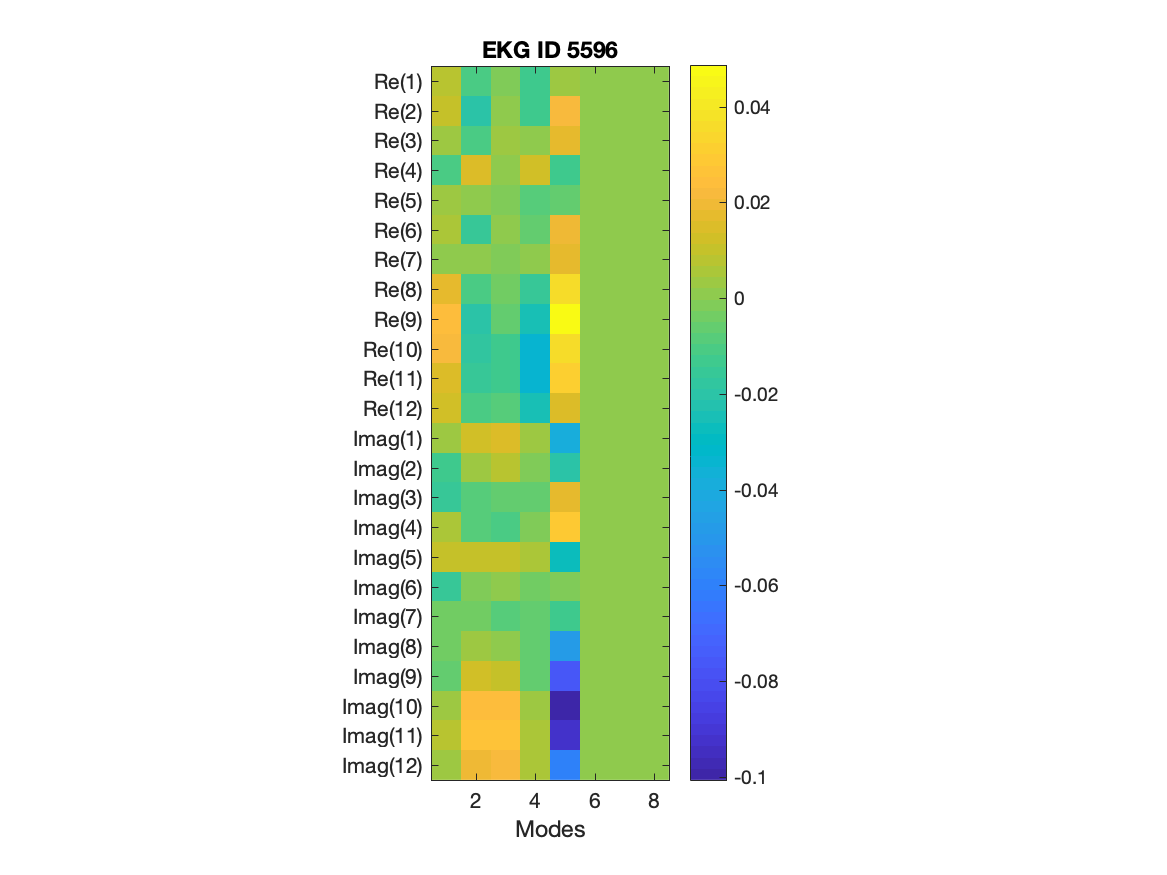 EKG ID 5596
Re(1)
Re(2)
Re(3)
Re(4)
Re(5)
Re(6)
Re(7)
Re(8)
Re(9)
Re(10)
Re(11)
Re(12)
Imag(1)
Imag(2)
Imag(3)
Imag(4)
Imag(5)
Imag(6)
Imag(7)
Imag(8)
Imag(9)
Imag(10)
Imag(11)
Imag(12)
2 4 6 8
Modes
0.04
0.02
0
-0.02
-0.04
-0.06
-0.08
-0.1